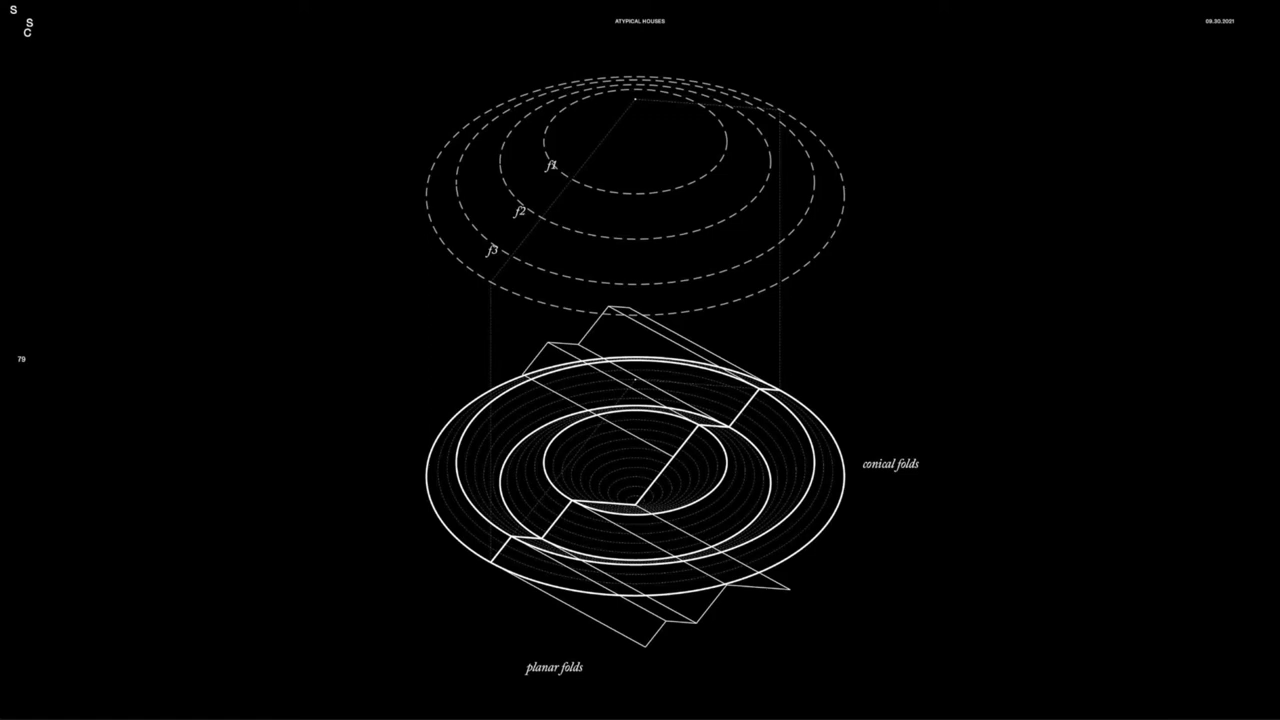 S
S
C
ATYPICAL HOUSES
09.30.2021
f1
f2
f3
79
conical folds
planar folds